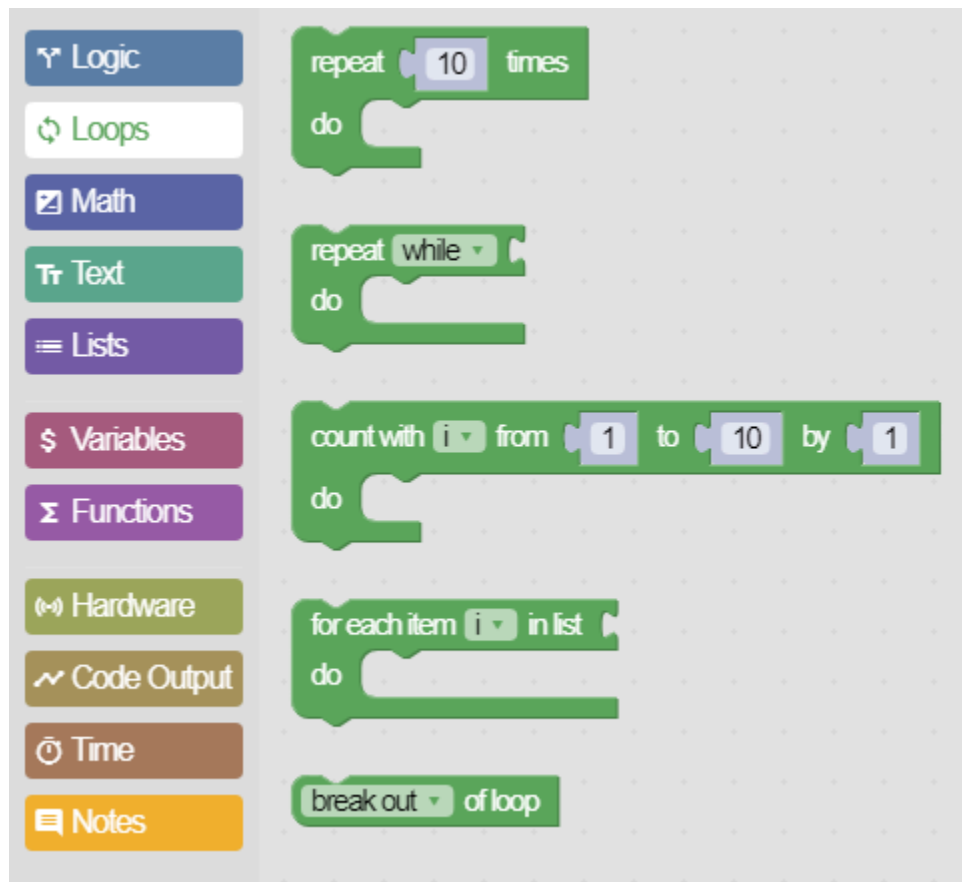 Logic
Loops
Math
Text
Lists
Variables
Functions
Hardware
Code Output
Time
Notes
repeat 10 times
do
repeat while
do
count with i from 1 to 10 by 1
do
for each item i in list
do
break out of loop